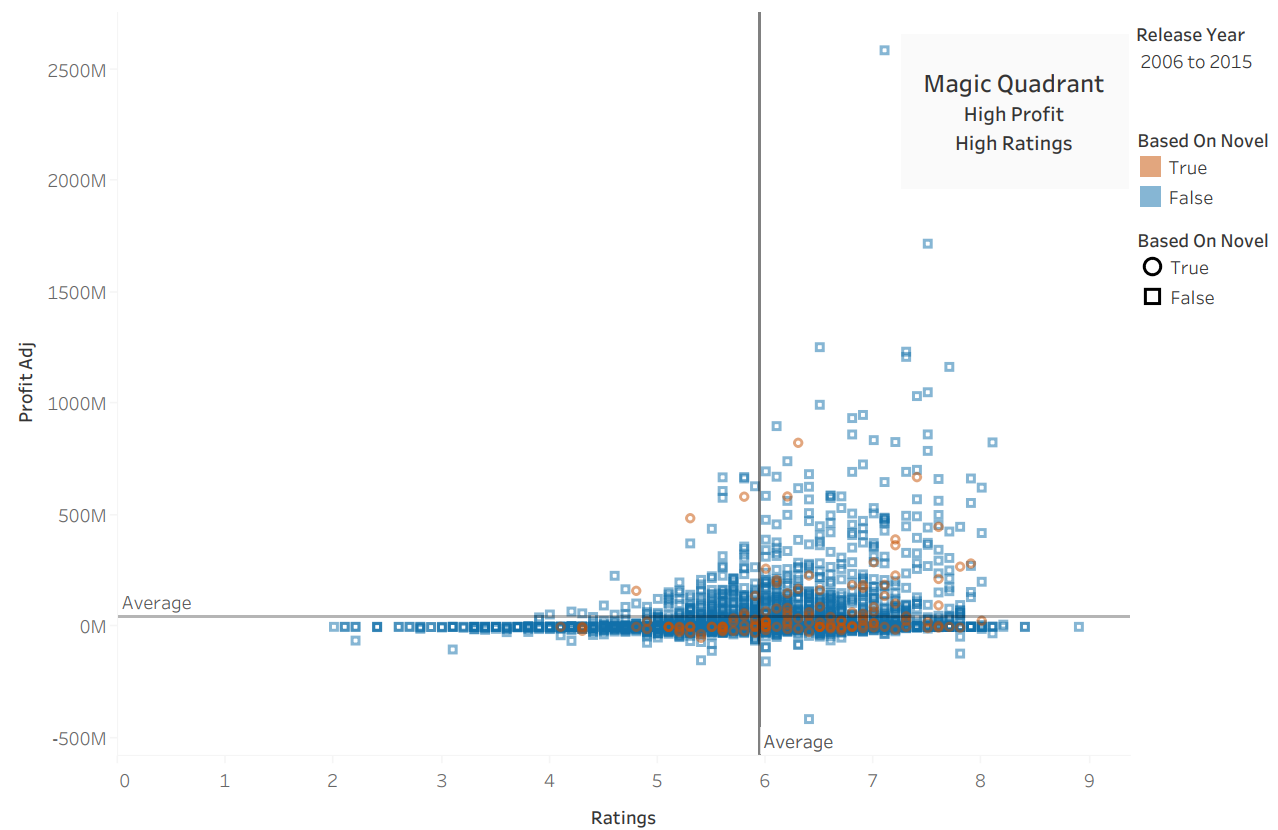 2500M
2000M
1500M
1000M
500M
0M
-500M
Profit Adj
Average
Average
0 1 2 3 4 5 6 7 8 9
Ratings
Magic Quadrant
High Profit
High Ratings
Release Year
2006 to 2015
Based On Novel
True
False
Based On Novel
True
False